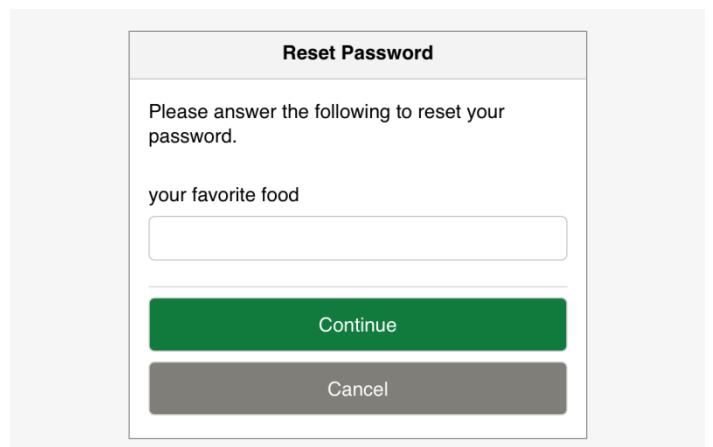 Reset Password
Please answer the following to reset your
password.
your favorite food
Continue
Cancel